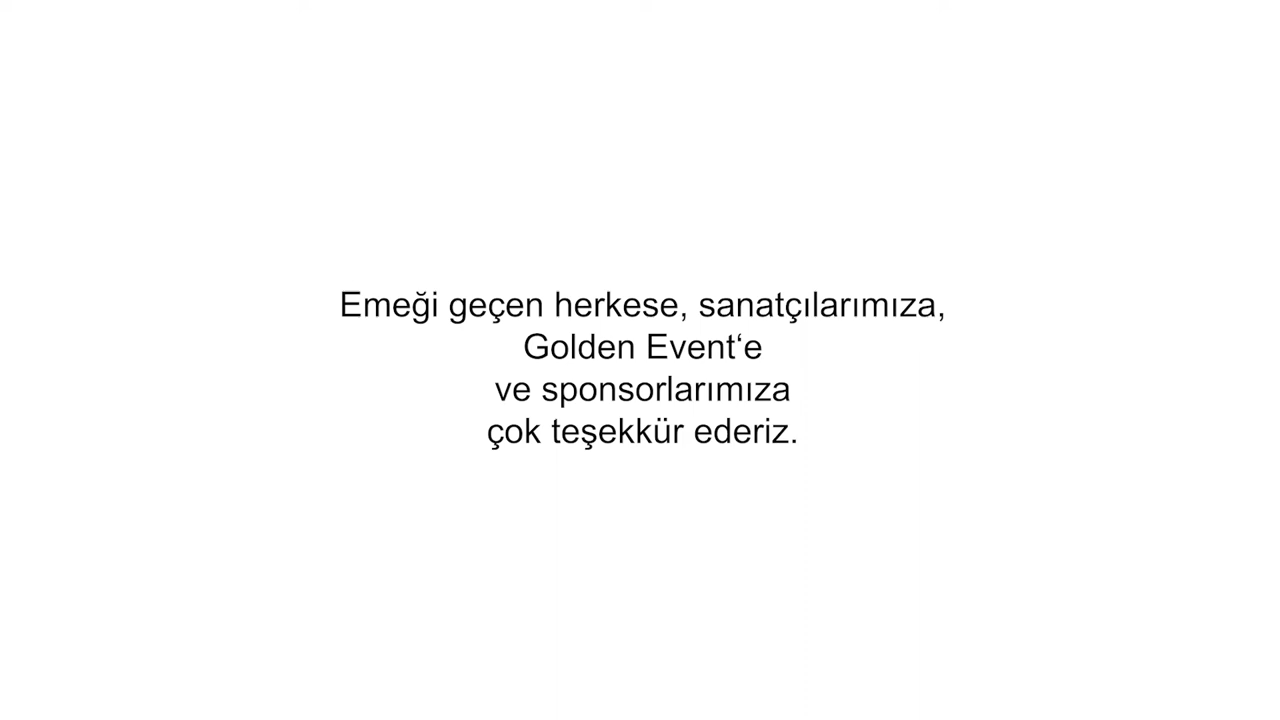 Emeği geçen herkese, sanatçılarımıza,
Golden Event‘e
ve sponsorlarımıza
çok teşekkür ederiz.